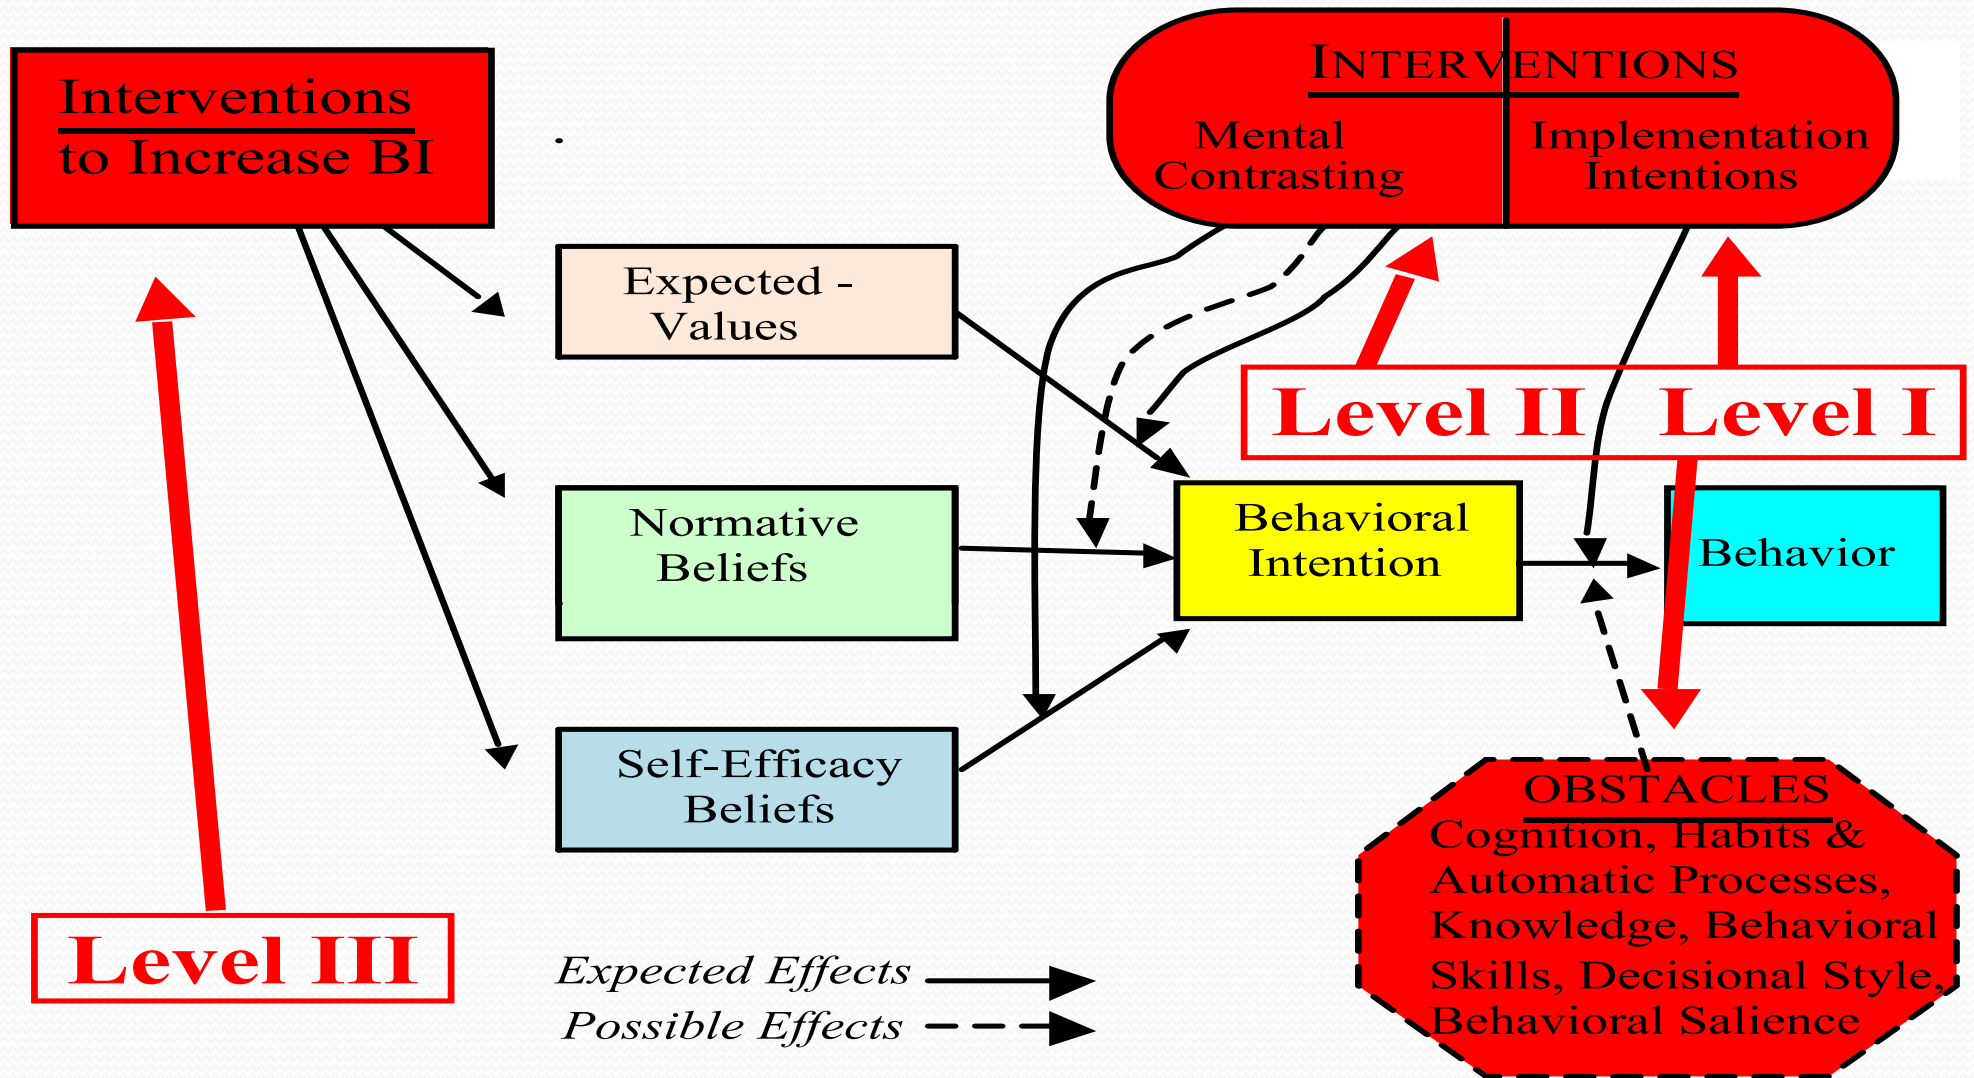 Interventions
to Increase BI
.
INTERVENTIONS
Mental
Contrasting
Implementation
Intentions
Expected -
Values
Level II
Level I
Normative
Beliefs
Behavioral
Intention
Behavior
Self-Efficacy
Beliefs
OBSTACLES
Cognition, Habits &
Automatic Processes,
Knowledge, Behavioral
Skills, Decisional Style,
Behavioral Salience
Level III
Expected Effects
Possible Effects